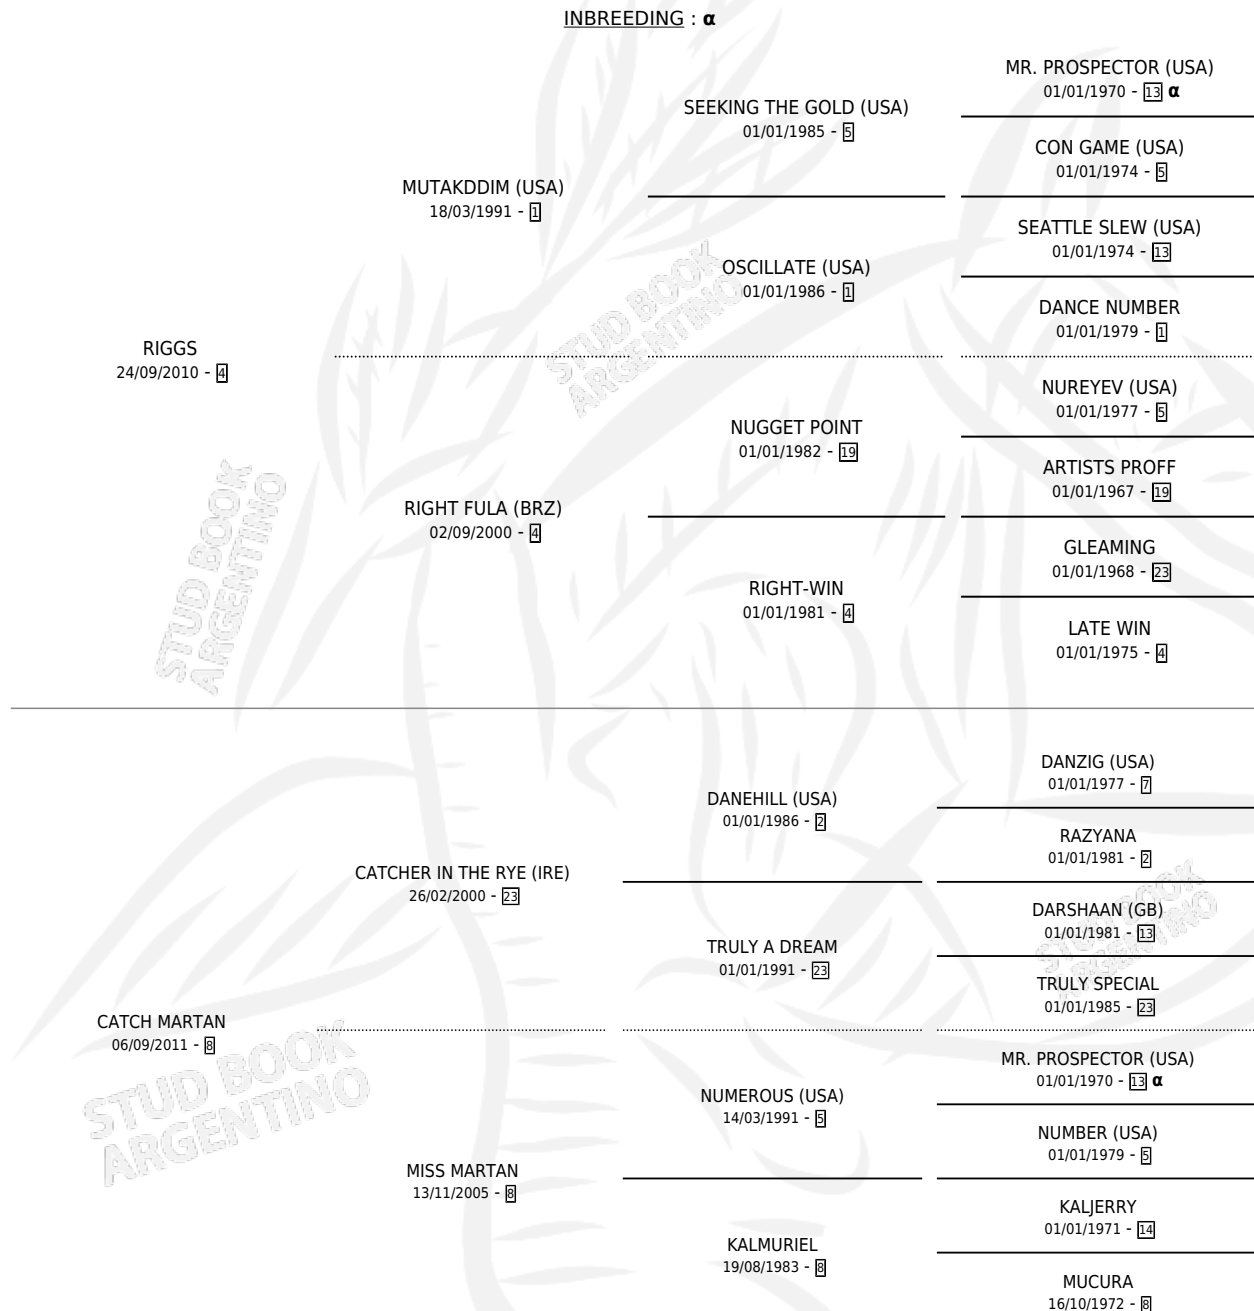 INBREEDING : α
MR. PROSPECTOR (USA)
01/01/1970 - 13 α
SEEKING THE GOLD (USA)
01/01/1985 - 5
CON GAME (USA)
01/01/1974 - 5
MUTAKDDIM (USA)
18/03/1991 - 1
SEATTLE SLEW (USA)
01/01/1974 - 13
OSCILLATE (USA)
01/01/1986 - 1
DANCE NUMBER
01/01/1979 - 1
RIGGS
24/09/2010 - 4
NUREYEV (USA)
01/01/1977 - 5
NUGGET POINT
01/01/1982 - 19
ARTISTS PROFF
01/01/1967 - 19
RIGHT FULA (BRZ)
02/09/2000 - 4
GLEAMING
01/01/1968 - 23
RIGHT-WIN
01/01/1981 - 4
LATE WIN
01/01/1975 - 4
DANZIG (USA)
01/01/1977 - 7
DANEHILL (USA)
01/01/1986 - 2
RAZYANA
01/01/1981 - 2
CATCHER IN THE RYE (IRE)
26/02/2000 - 23
DARSHAAN (GB)
01/01/1981 - 13
TRULY A DREAM
01/01/1991 - 23
TRULY SPECIAL
01/01/1985 - 23
CATCH MARTAN
06/09/2011 - 8
MR. PROSPECTOR (USA)
01/01/1970 - 13 α
NUMEROUS (USA)
14/03/1991 - 5
NUMBER (USA)
01/01/1979 - 5
MISS MARTAN
13/11/2005 - 8
KALJERRY
01/01/1971 - 14
KALMURIEL
19/08/1983 - 8
MUCURA
16/10/1972 - 8
STUD BOOK
ARGENTINO
STUD BOOK
ARGENTINO
STUD BOOK
ARGENTINO
STUD BOOK
ARGENTINO